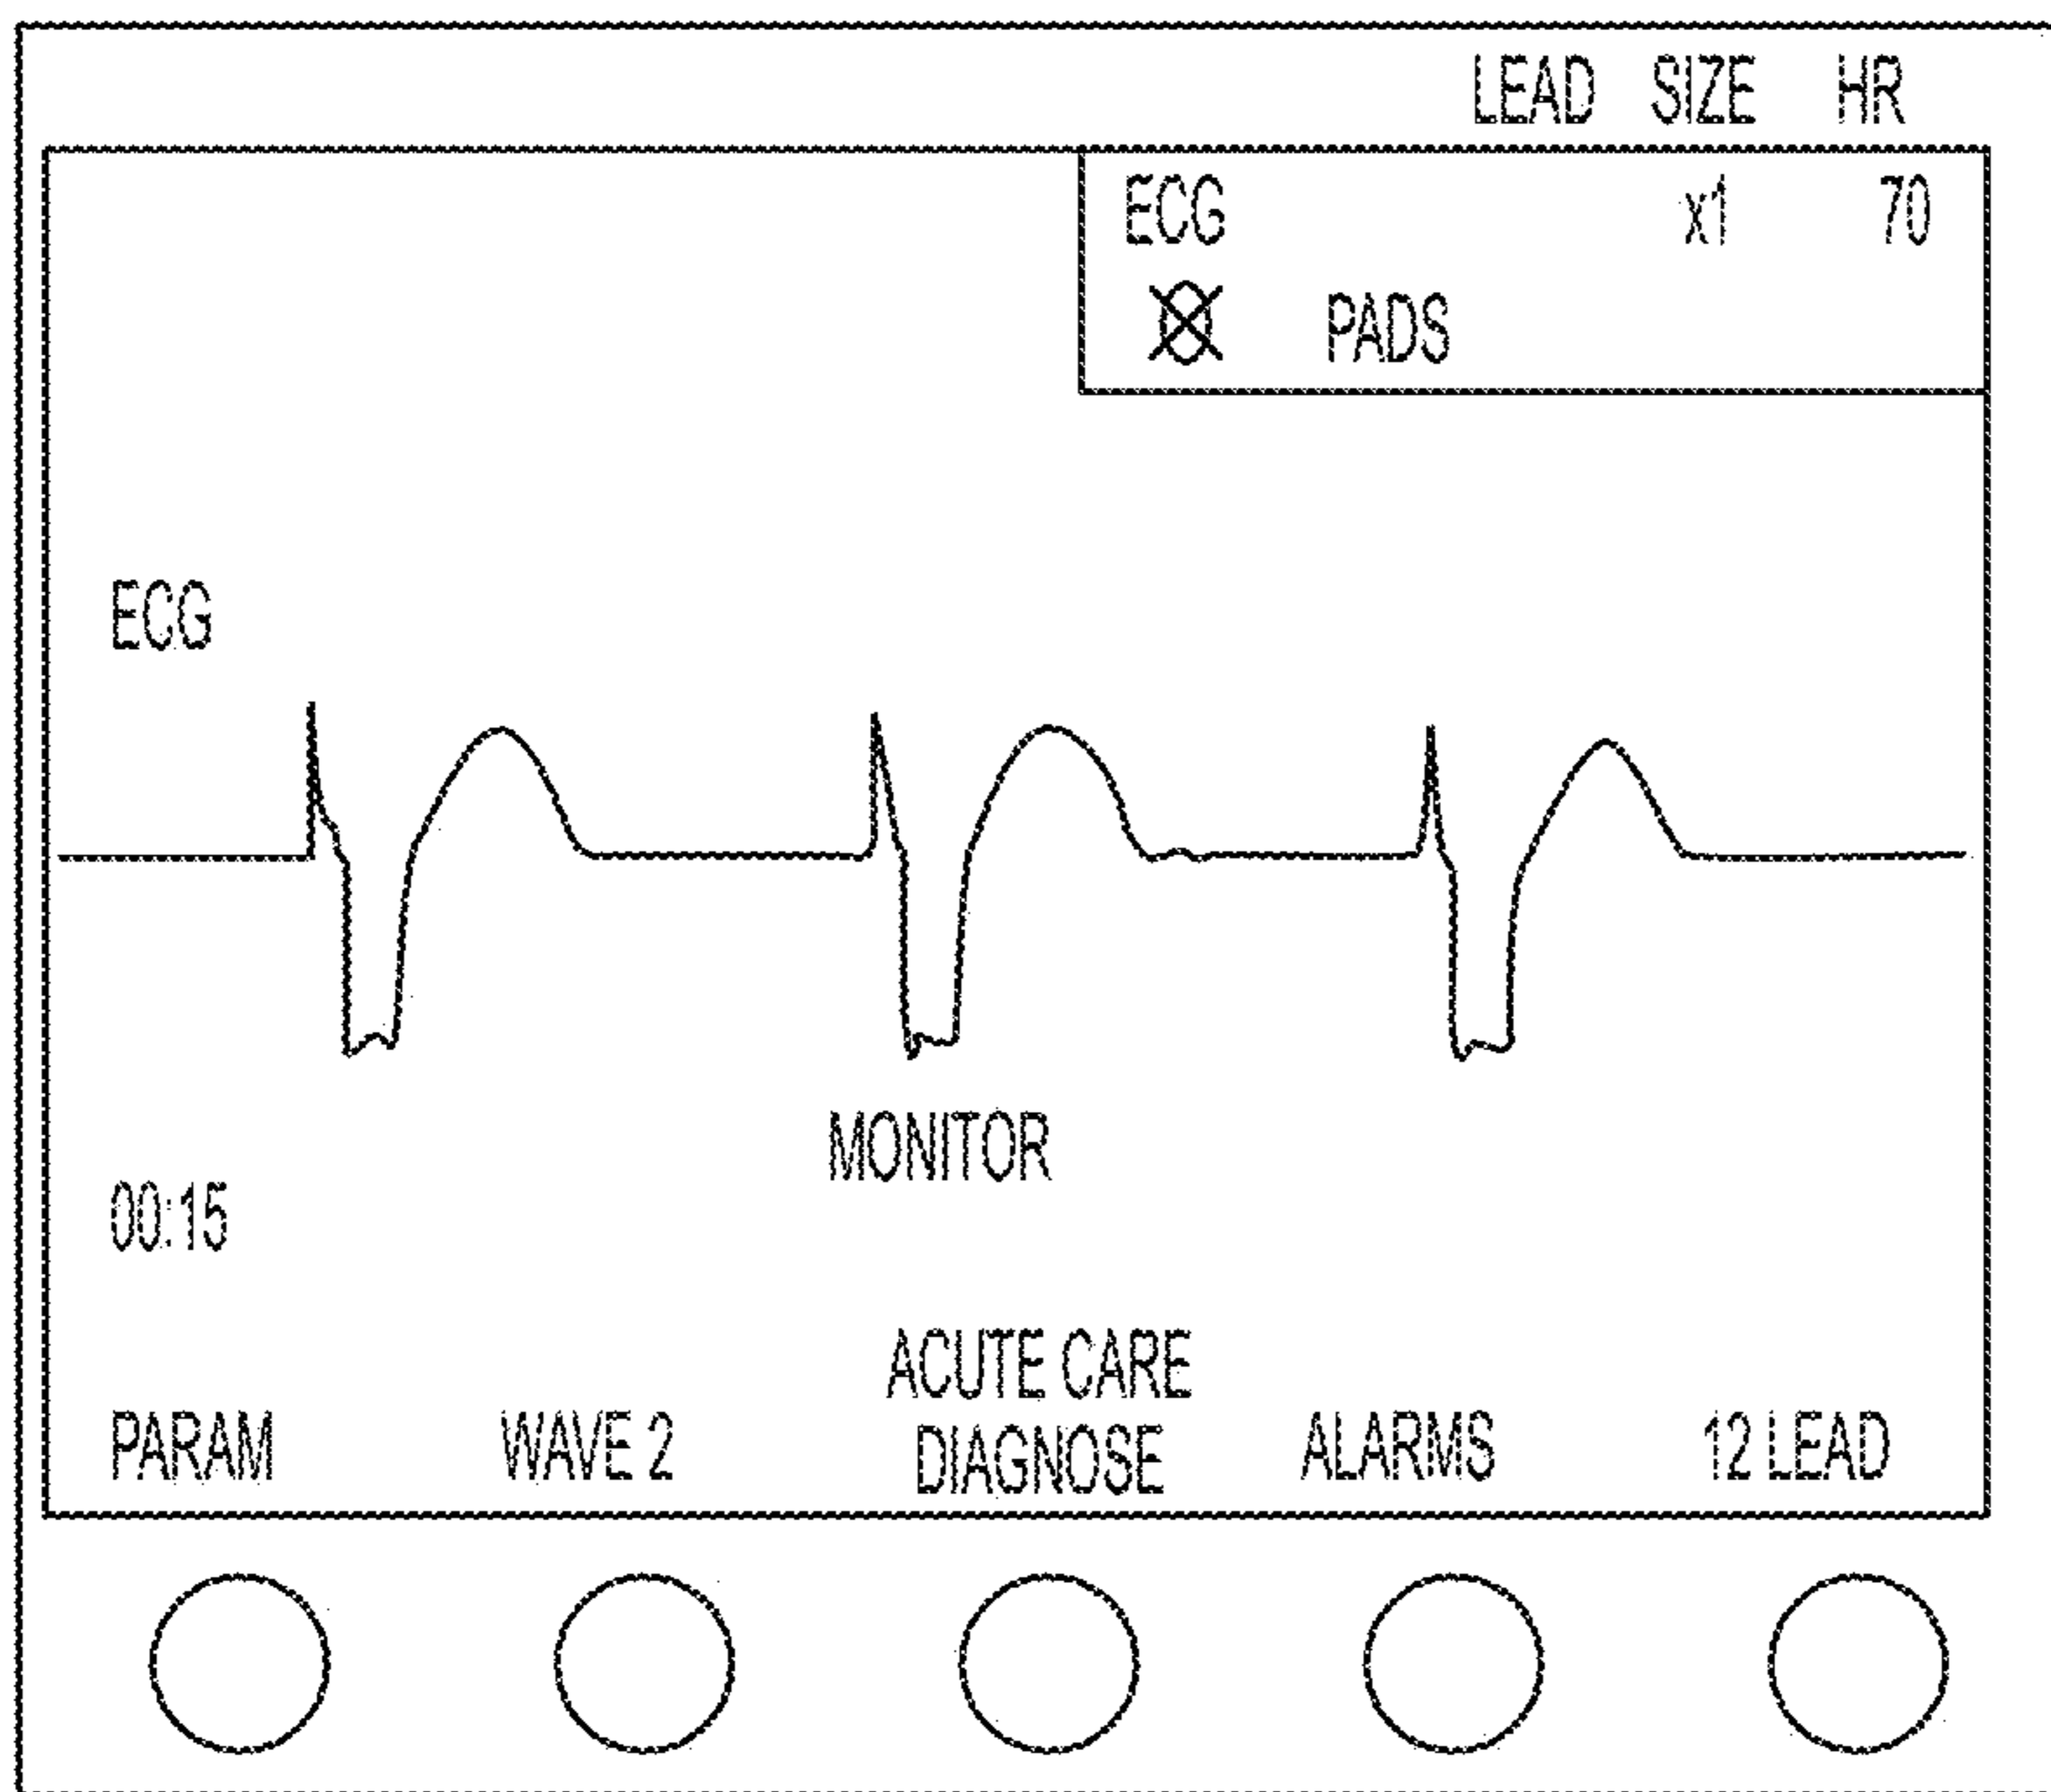 LEAD SIZE HR
ECG x1 70
PADS
ECG
MONITOR
00:15
ACUTE CARE
PARAM WAVE 2 DIAGNOSE ALARMS 12 LEAD